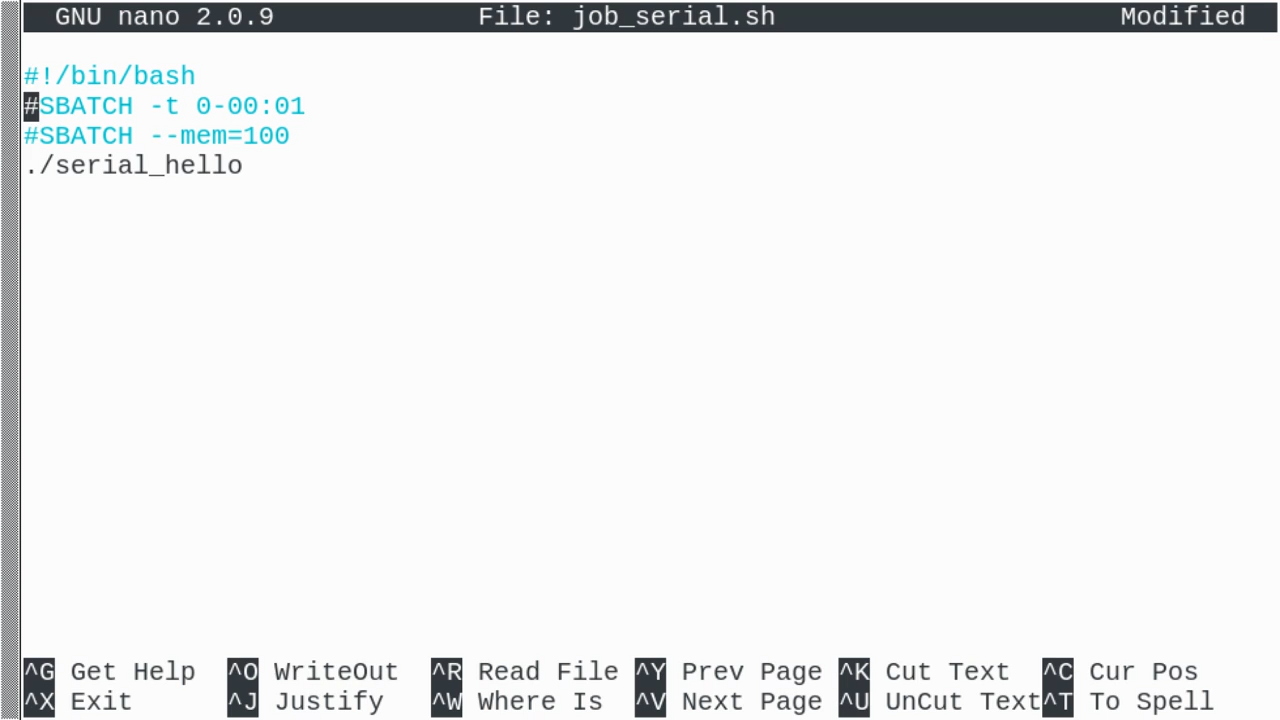 GNU nano 2.0.9 File: job_serial.sh Modified
#!/bin/bash
#SBATCH -t 0-00:01
#SBATCH --mem=100
./serial_hello
^G Get Help ^O WriteOut ^R Read File ^Y Prev Page ^K Cut Text ^C Cur Pos
^X Exit ^J Justify ^W Where Is ^V Next Page ^U UnCut Text ^T To Spell